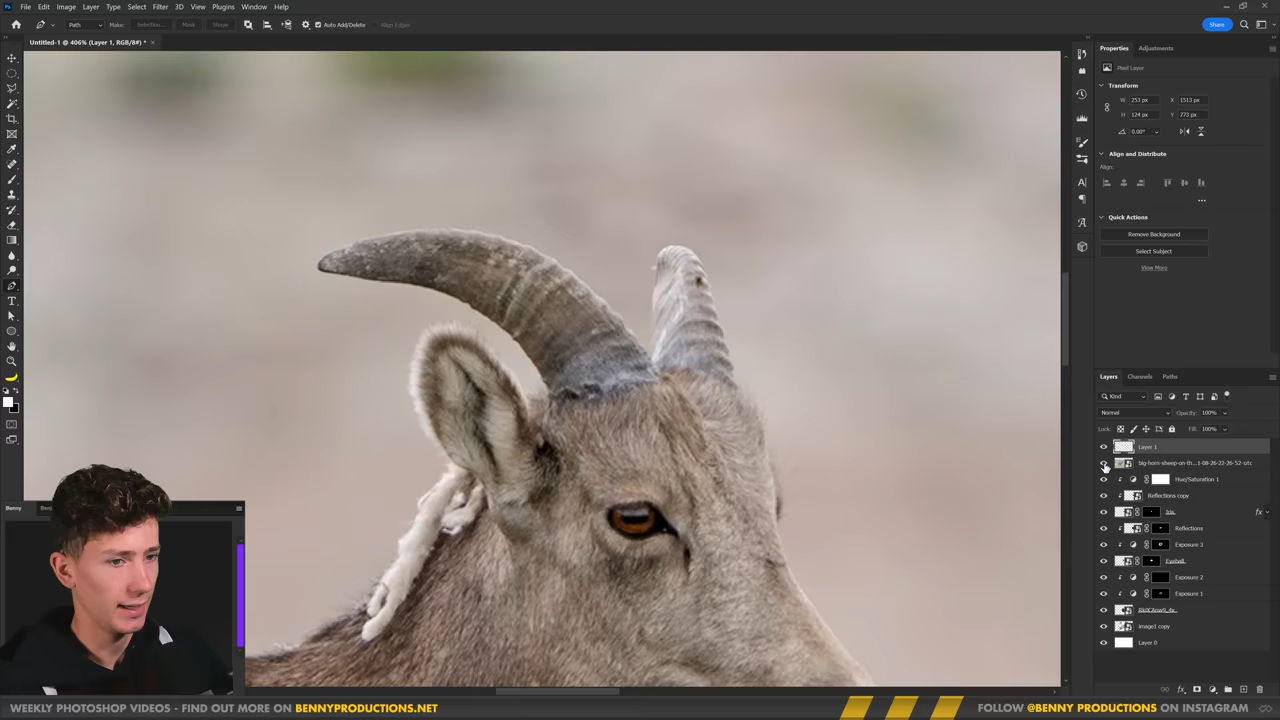 File Edit Image Layer Type Select Filter 3D View Plugins Window Help
Path Make: Selection... Mask Shape Auto Add/Delete Align Edges Share
Untitled-1 @ 406% (Layer 1, RGB/8#) *
Properties Adjustments
Pixel Layer
Transform
W 253 px X 1513 px
H 124 px Y 773 px
0.00°
Align and Distribute
Align:
Quick Actions
Remove Background
Select Subject
View More
Layers Channels Paths
Kind
Normal Opacity: 100%
Lock: Fill: 100%
Layer 1
big-horn-sheep-on-th...1-08-26-22-26-52-utc
Hue/Saturation 1
Reflections copy
Iris
Reflections
Exposure 3
Eyeball
Exposure 2
Exposure 1
image1 copy
Layer 0
Benny
WEEKLY PHOTOSHOP VIDEOS - FIND OUT MORE ON BENNYPRODUCTIONS.NET
FOLLOW @BENNY PRODUCTIONS ON INSTAGRAM